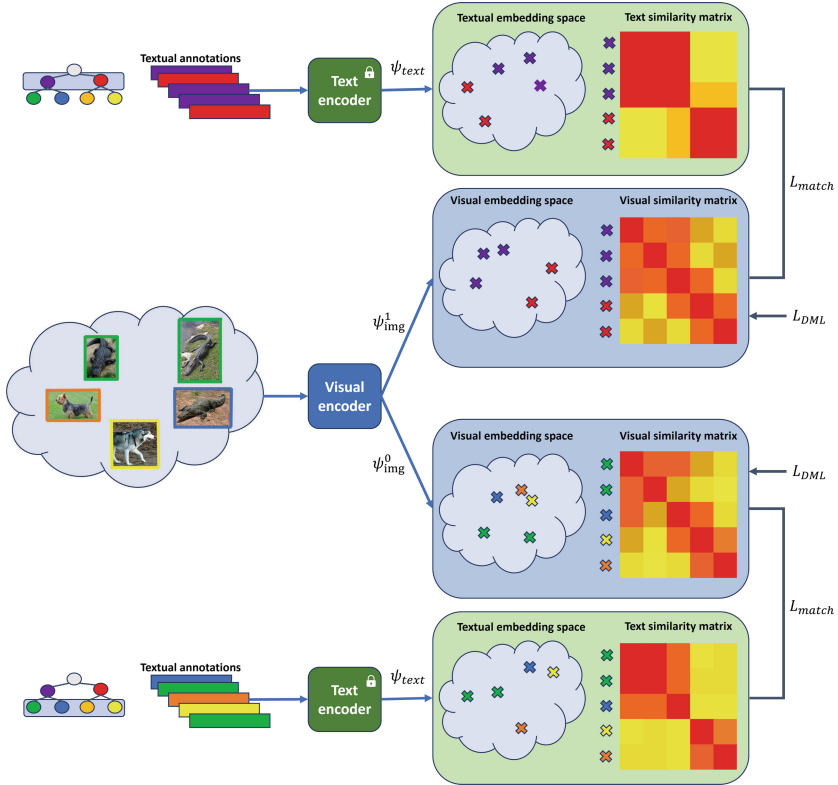 Textual embedding space
Text similarity matrix
Textual annotations
Text
encoder
ψ_text
L_match
Visual embedding space
Visual similarity matrix
ψ^1_img
L_DML
Visual
encoder
ψ^0_img
Visual embedding space
Visual similarity matrix
L_DML
L_match
Textual embedding space
Text similarity matrix
Textual annotations
Text
encoder
ψ_text